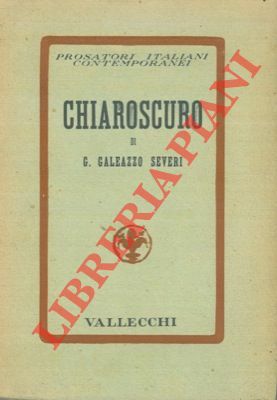 PROSATORI ITALIANI
CONTEMPORANEI
CHIAROSCURO
DI
G. GALEAZZO SEVERI
VALLECCHI
LIBRERIA PIANI